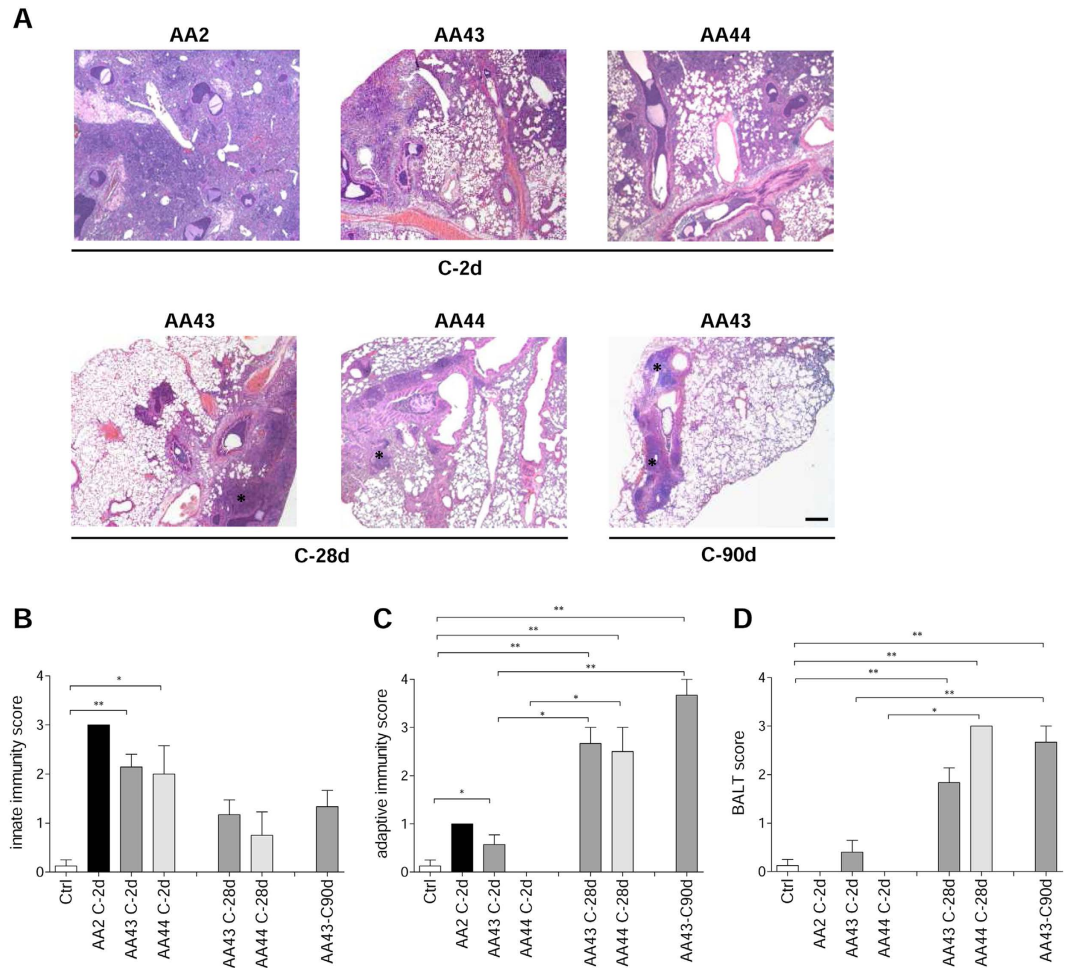 A
AA2 AA43 AA44
C-2d
AA43 AA44 AA43
* * * *
C-28d C-90d
B C D
innate immunity score
4
3
2
1
0
* **
Ctrl
AA2 C-2d
AA43 C-2d
AA44 C-2d
AA43 C-28d
AA44 C-28d
AA43-C90d
adaptive immunity score
4
3
2
1
0
**
**
**
**
*
*
*
Ctrl
AA2 C-2d
AA43 C-2d
AA44 C-2d
AA43 C-28d
AA44 C-28d
AA43-C90d
BALT score
4
3
2
1
0
**
**
**
**
*
Ctrl
AA2 C-2d
AA43 C-2d
AA44 C-2d
AA43 C-28d
AA44 C-28d
AA43-C90d